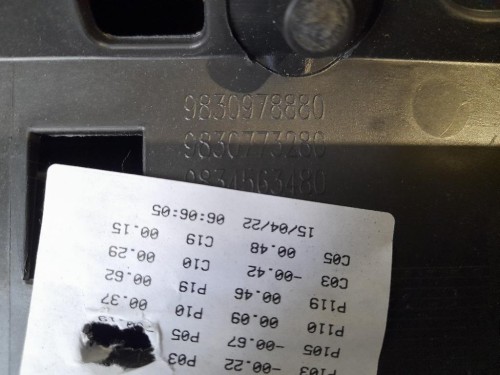 9830978880
9830773280
9834563480
P103 -00.22 P03
P105 -00.67 P05
P110 00.09 P10 00.37
P119 00.46 P19 00.62
C03 -00.42 C10 00.29
C05 00.48 C19 00.15
15/04/22 06:06:05